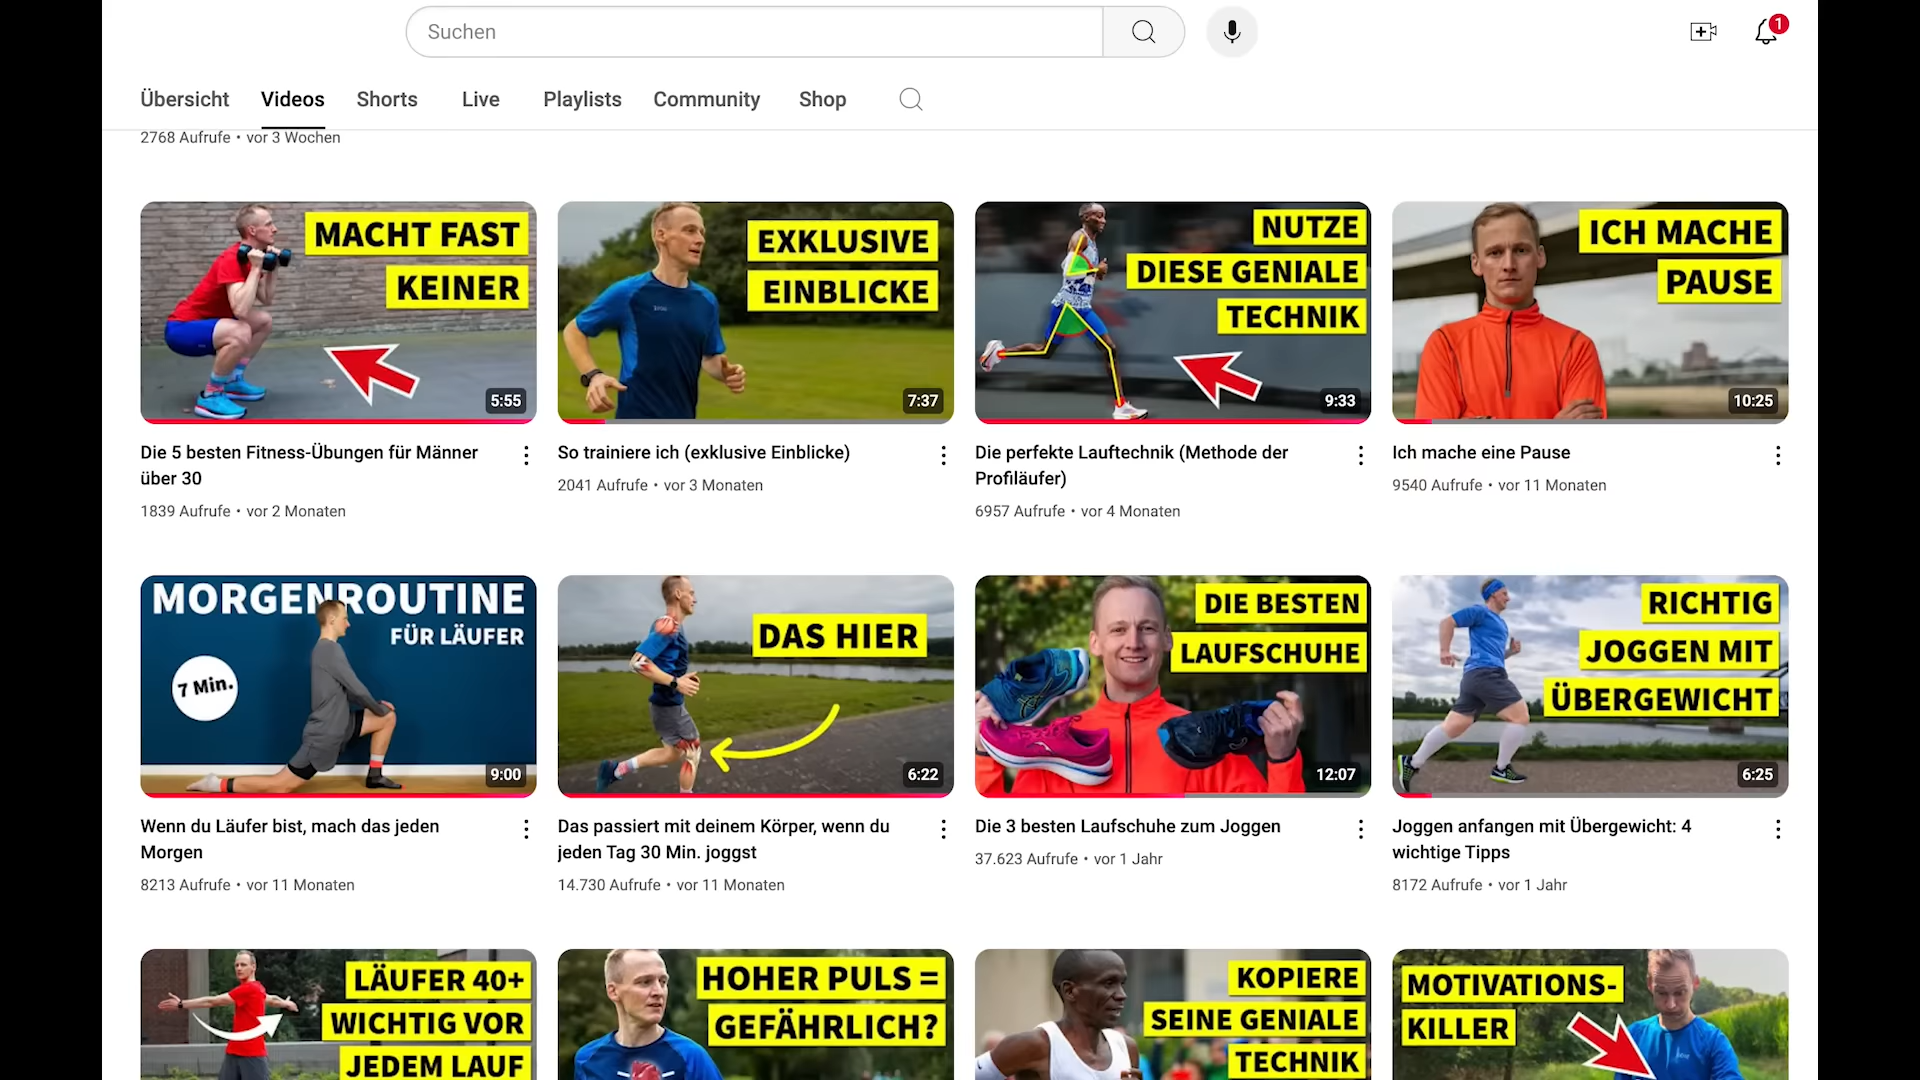 Suchen
1
Übersicht
Videos
Shorts
Live
Playlists
Community
Shop
2768 Aufrufe • vor 3 Wochen
MACHT FAST
KEINER
5:55
EXKLUSIVE
EINBLICKE
7:37
NUTZE
DIESE GENIALE
TECHNIK
9:33
ICH MACHE
PAUSE
10:25
Die 5 besten Fitness-Übungen für Männer
über 30
1839 Aufrufe • vor 2 Monaten
So trainiere ich (exklusive Einblicke)
2041 Aufrufe • vor 3 Monaten
Die perfekte Lauftechnik (Methode der
Profiläufer)
6957 Aufrufe • vor 4 Monaten
Ich mache eine Pause
9540 Aufrufe • vor 11 Monaten
MORGENROUTINE
FÜR LÄUFER
7 Min.
9:00
DAS HIER
6:22
DIE BESTEN
LAUFSCHUHE
12:07
RICHTIG
JOGGEN MIT
ÜBERGEWICHT
6:25
Wenn du Läufer bist, mach das jeden
Morgen
8213 Aufrufe • vor 11 Monaten
Das passiert mit deinem Körper, wenn du
jeden Tag 30 Min. joggst
14.730 Aufrufe • vor 11 Monaten
Die 3 besten Laufschuhe zum Joggen
37.623 Aufrufe • vor 1 Jahr
Joggen anfangen mit Übergewicht: 4
wichtige Tipps
8172 Aufrufe • vor 1 Jahr
LÄUFER 40+
WICHTIG VOR
JEDEM LAUF
HOHER PULS =
GEFÄHRLICH?
KOPIERE
SEINE GENIALE
TECHNIK
MOTIVATIONS-
KILLER